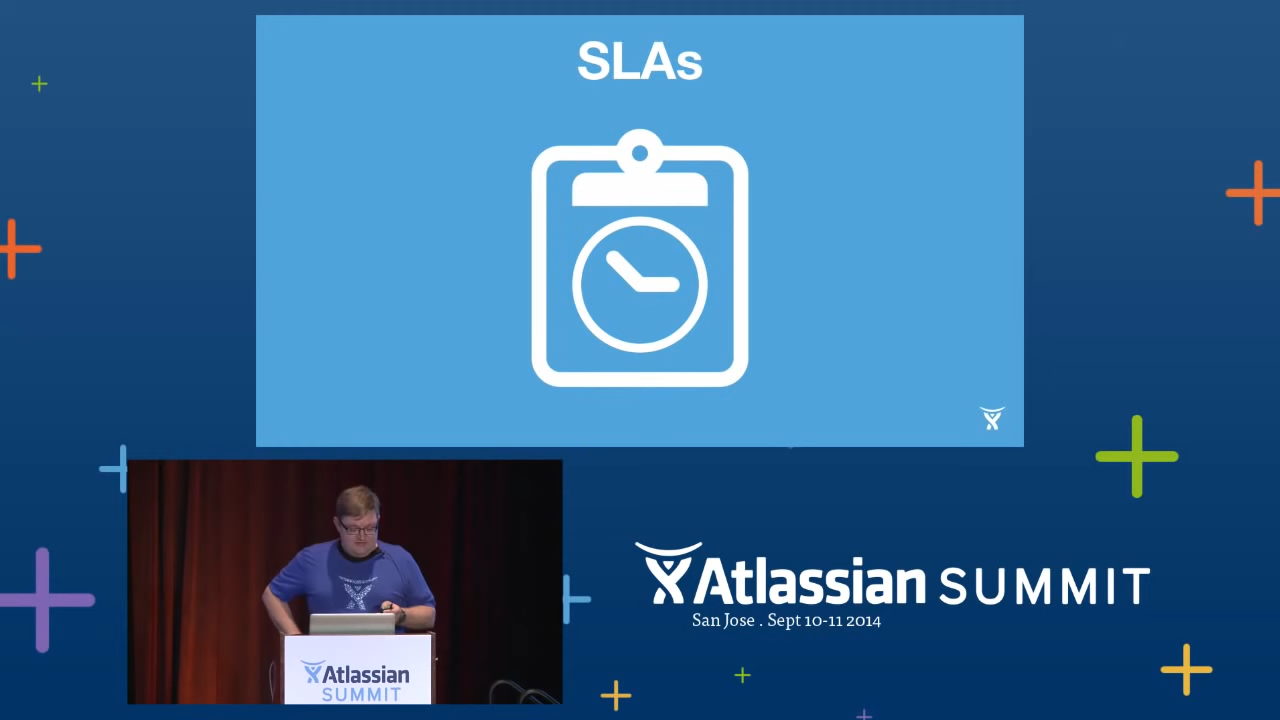 SLAs
Atlassian SUMMIT
San Jose . Sept 10-11 2014
Atlassian
SUMMIT